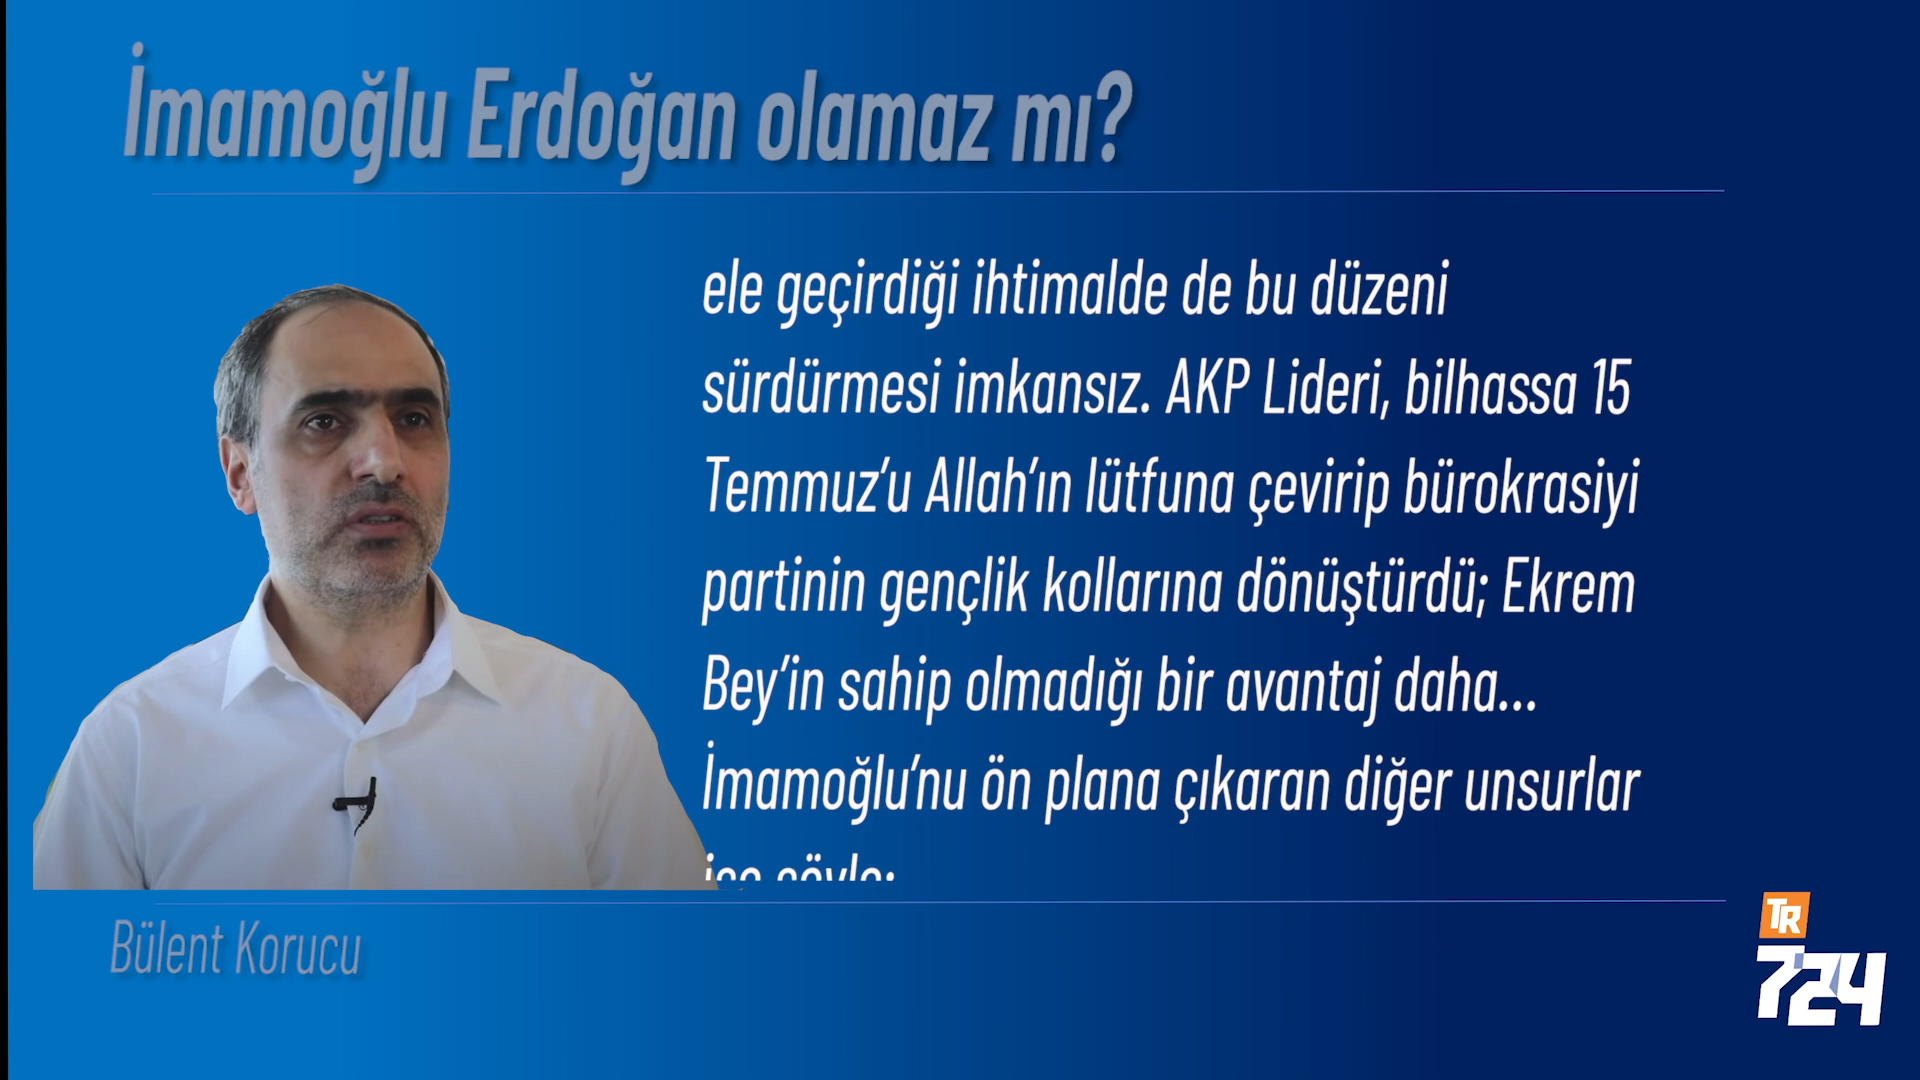 İmamoğlu Erdoğan olamaz mı?
ele geçirdiği ihtimalde de bu düzeni
sürdürmesi imkansız. AKP Lideri, bilhassa 15
Temmuz’u Allah’ın lütfuna çevirip bürokrasiyi
partinin gençlik kollarına dönüştürdü; Ekrem
Bey’in sahip olmadığı bir avantaj daha...
İmamoğlu’nu ön plana çıkaran diğer unsurlar
ise şöyle:
Bülent Korucu
TR
724